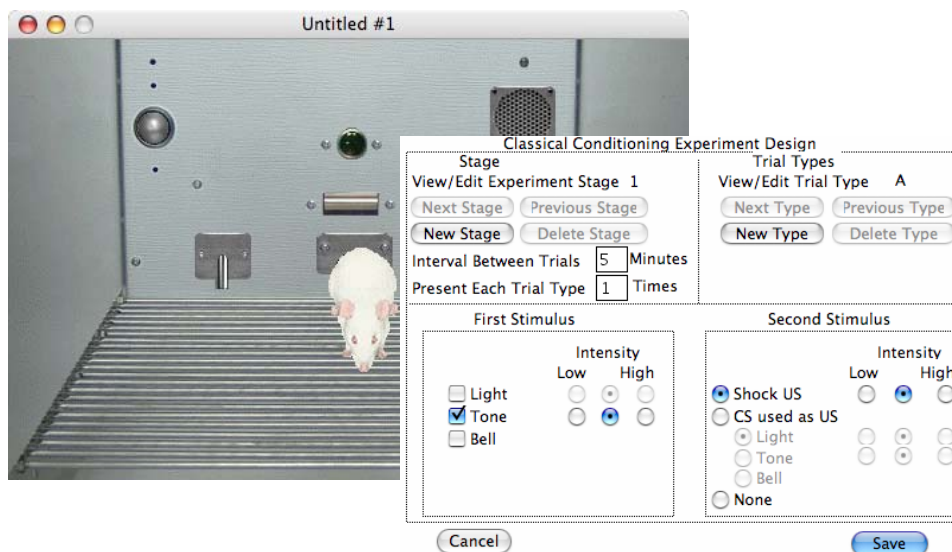 Untitled #1
Classical Conditioning Experiment Design
Stage
View/Edit Experiment Stage 1
Next Stage Previous Stage
New Stage Delete Stage
Interval Between Trials 5 Minutes
Present Each Trial Type 1 Times
Trial Types
View/Edit Trial Type A
Next Type Previous Type
New Type Delete Type
First Stimulus
Intensity
Low High
Light
Tone
Bell
Second Stimulus
Intensity
Low High
Shock US
CS used as US
Light
Tone
Bell
None
Cancel Save